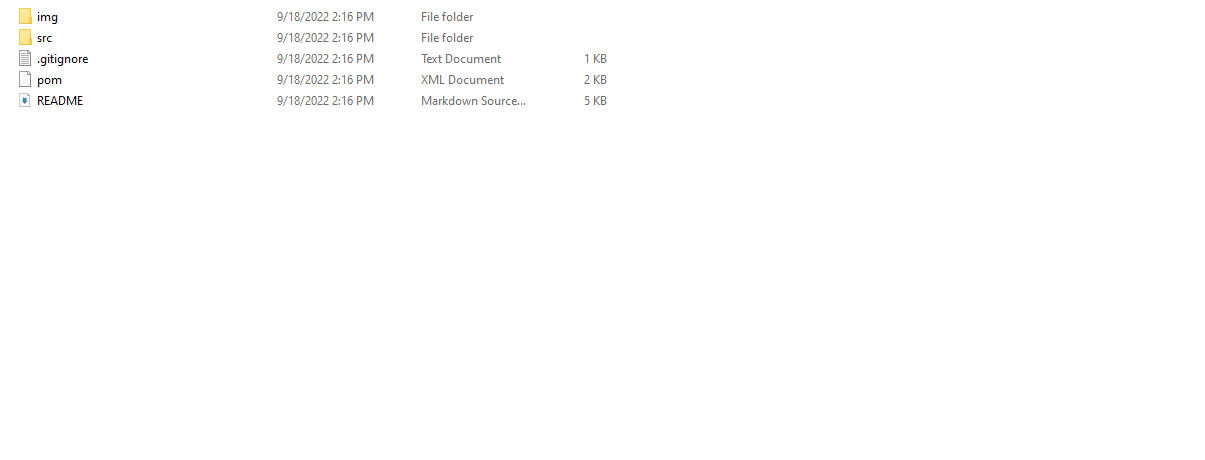 img 9/18/2022 2:16 PM File folder
src 9/18/2022 2:16 PM File folder
.gitignore 9/18/2022 2:16 PM Text Document 1 KB
pom 9/18/2022 2:16 PM XML Document 2 KB
README 9/18/2022 2:16 PM Markdown Source... 5 KB